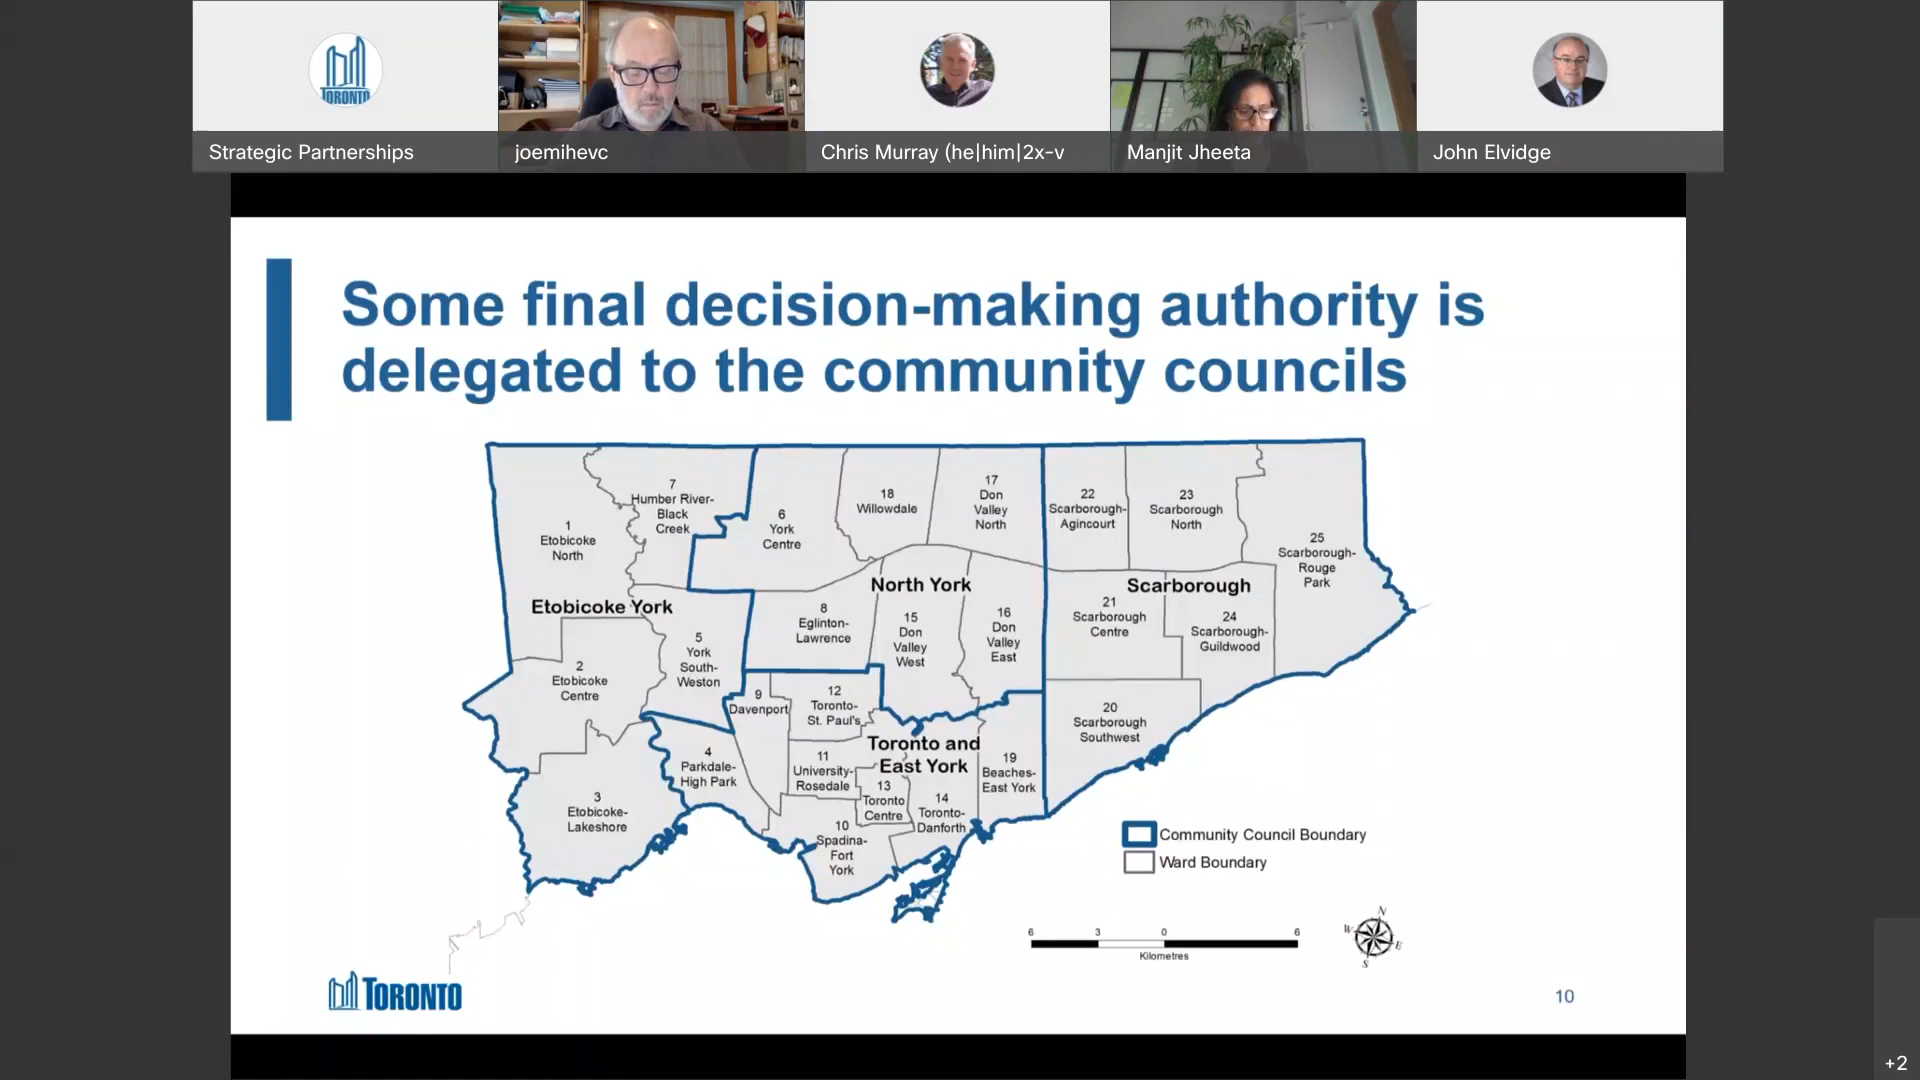 TORONTO
Strategic Partnerships
joemihevc
Chris Murray (he|him|2x-v
Manjit Jheeta
John Elvidge
Some final decision-making authority is
delegated to the community councils
7
Humber River-
Black
Creek
1
Etobicoke
North
6
York
Centre
18
Willowdale
17
Don
Valley
North
22
Scarborough-
Agincourt
23
Scarborough
North
25
Scarborough-
Rouge
Park
Etobicoke York
North York
Scarborough
2
Etobicoke
Centre
5
York
South-
Weston
8
Eglinton-
Lawrence
15
Don
Valley
West
16
Don
Valley
East
21
Scarborough
Centre
24
Scarborough-
Guildwood
9
Davenport
12
Toronto-
St. Paul's
20
Scarborough
Southwest
Toronto and
East York
3
Etobicoke-
Lakeshore
4
Parkdale-
High Park
11
University-
Rosedale
13
Toronto
Centre
14
Toronto-
Danforth
19
Beaches-
East York
10
Spadina-
Fort
York
Community Council Boundary
Ward Boundary
6 3 0 6
Kilometres
N
W
E
S
TORONTO
10
+2